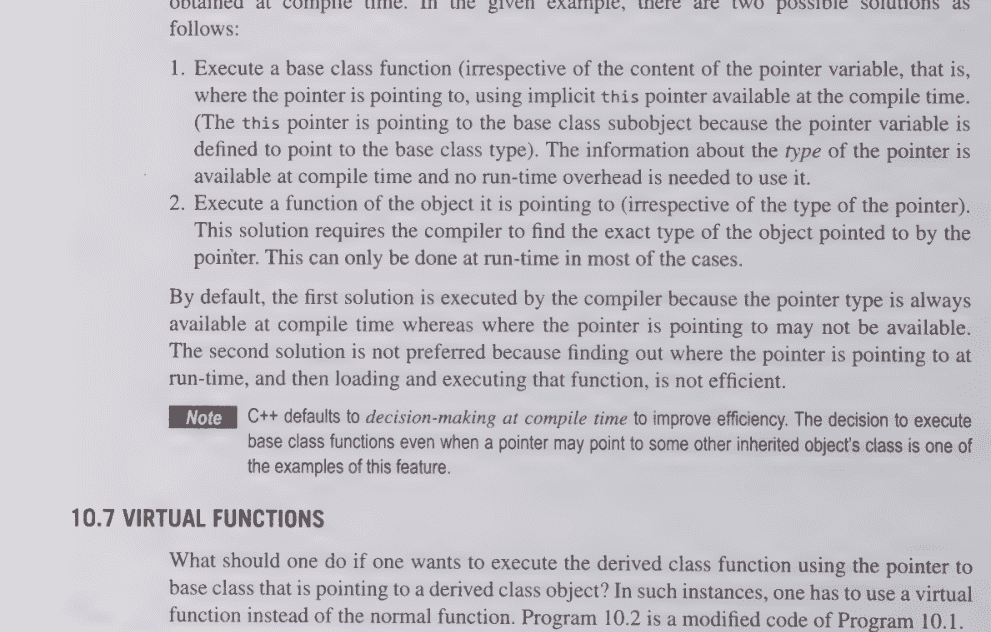 obtained at compile time. In the given example, there are two possible solutions as
follows:
1. Execute a base class function (irrespective of the content of the pointer variable, that is,
where the pointer is pointing to, using implicit this pointer available at the compile time.
(The this pointer is pointing to the base class subobject because the pointer variable is
defined to point to the base class type). The information about the type of the pointer is
available at compile time and no run-time overhead is needed to use it.
2. Execute a function of the object it is pointing to (irrespective of the type of the pointer).
This solution requires the compiler to find the exact type of the object pointed to by the
pointer. This can only be done at run-time in most of the cases.
By default, the first solution is executed by the compiler because the pointer type is always
available at compile time whereas where the pointer is pointing to may not be available.
The second solution is not preferred because finding out where the pointer is pointing to at
run-time, and then loading and executing that function, is not efficient.
Note C++ defaults to decision-making at compile time to improve efficiency. The decision to execute
base class functions even when a pointer may point to some other inherited object's class is one of
the examples of this feature.
10.7 VIRTUAL FUNCTIONS
What should one do if one wants to execute the derived class function using the pointer to
base class that is pointing to a derived class object? In such instances, one has to use a virtual
function instead of the normal function. Program 10.2 is a modified code of Program 10.1.